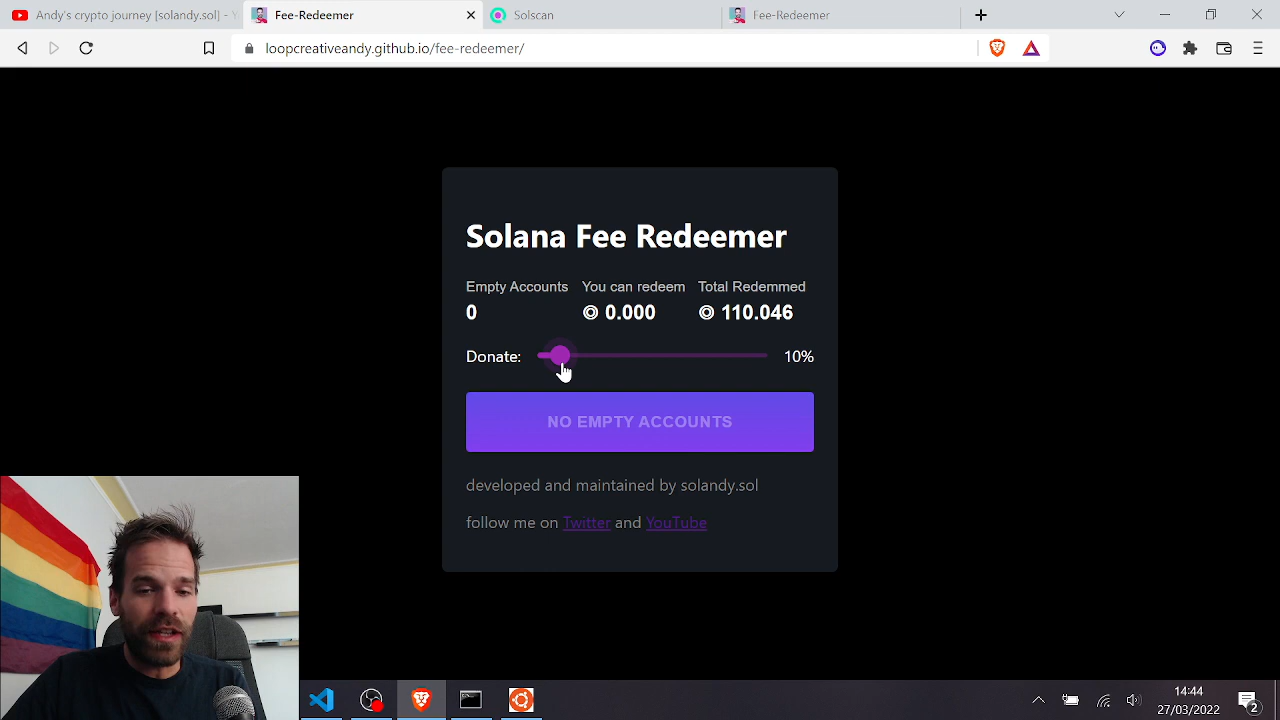 Andy's crypto journey [solandy.sol] - Y
Fee-Redeemer
Solscan
Fee-Redeemer
loopcreativeandy.github.io/fee-redeemer/
Solana Fee Redeemer
Empty Accounts You can redeem Total Redemmed
0 0.000 110.046
Donate: 10%
NO EMPTY ACCOUNTS
developed and maintained by solandy.sol
follow me on Twitter and YouTube
14:44
27/03/2022
2